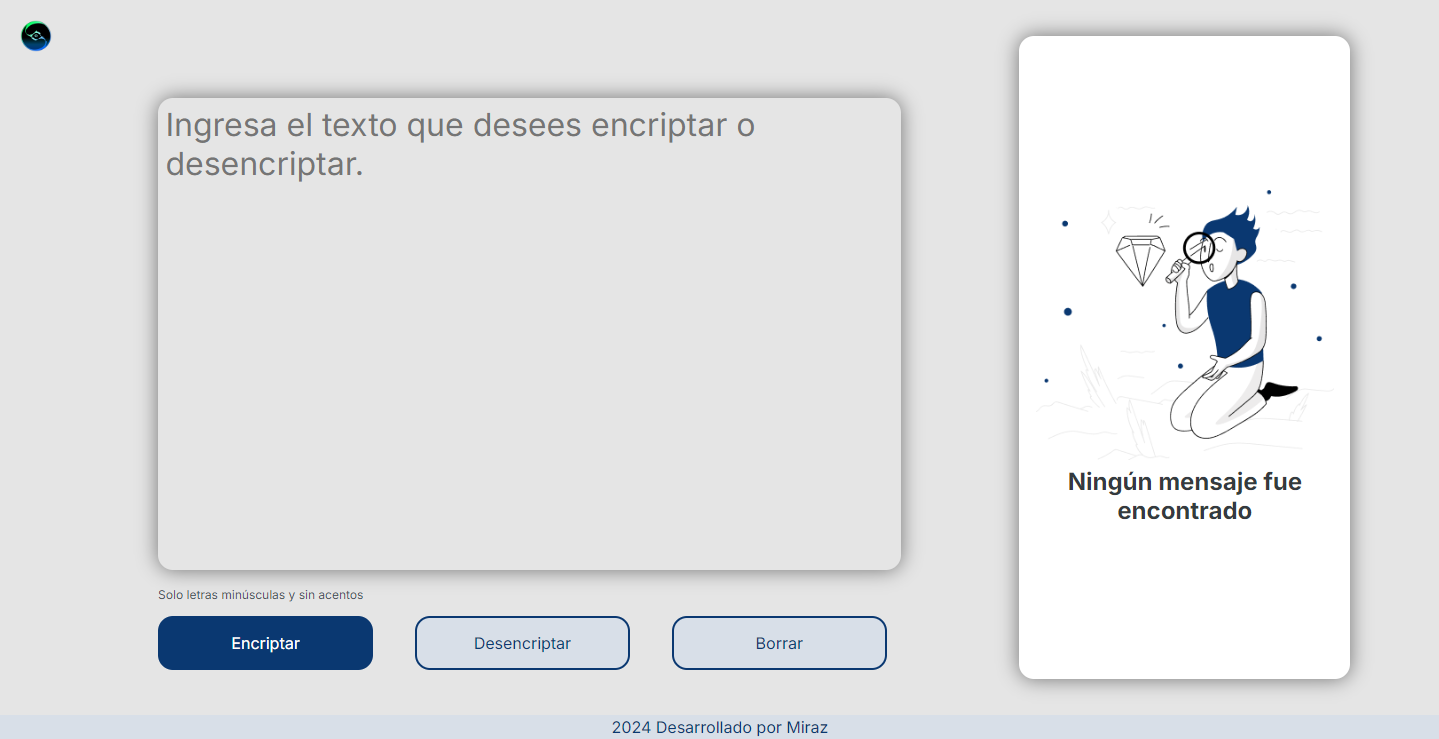 Ingresa el texto que desees encriptar o
desencriptar.
Solo letras minúsculas y sin acentos
Encriptar
Desencriptar
Borrar
Ningún mensaje fue
encontrado
2024 Desarrollado por Miraz